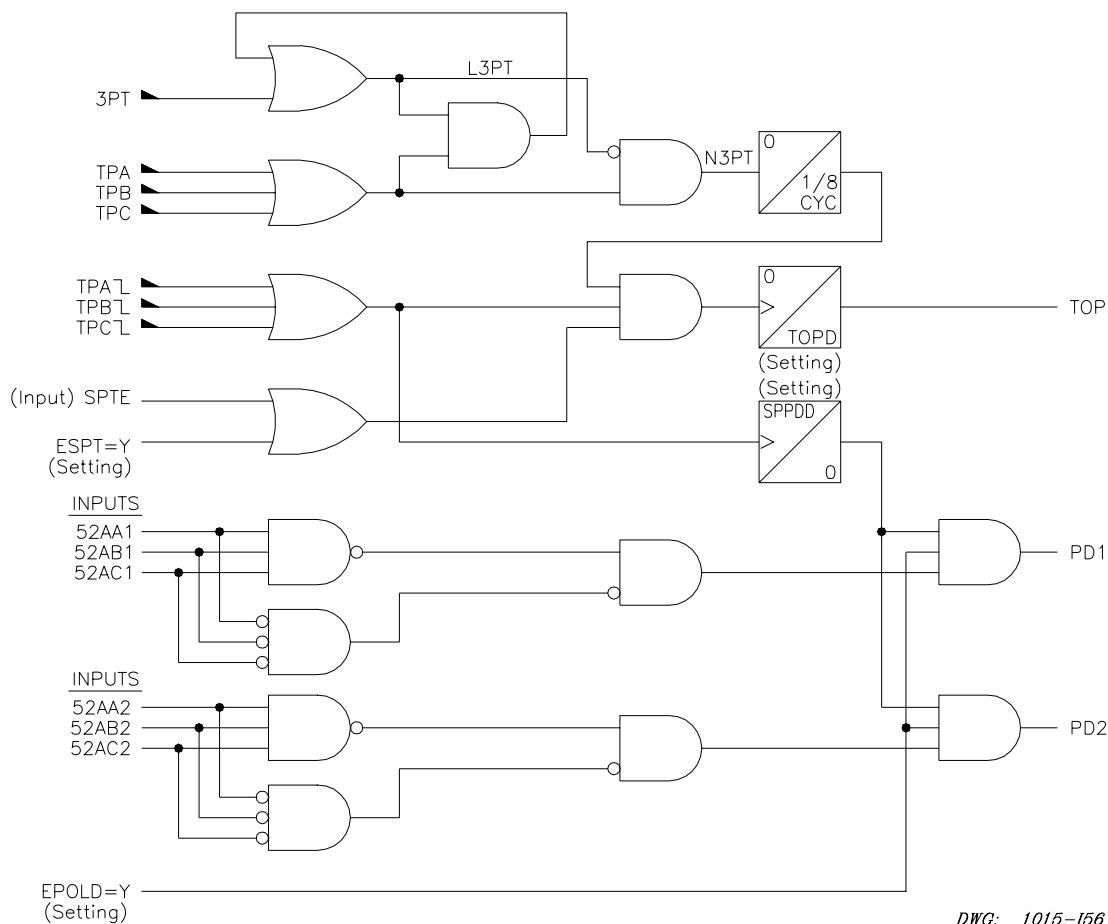 L3PT
3PT
TPA
TPB
TPC
N3PT
0
1/8
CYC
TPA
TPB
TPC
0
TOPD
(Setting)
TOP
(Input) SPTE
ESPT=Y
(Setting)
(Setting)
SPPDD
0
INPUTS
52AA1
52AB1
52AC1
PD1
INPUTS
52AA2
52AB2
52AC2
PD2
EPOLD=Y
(Setting)
DWG: 1015-I56